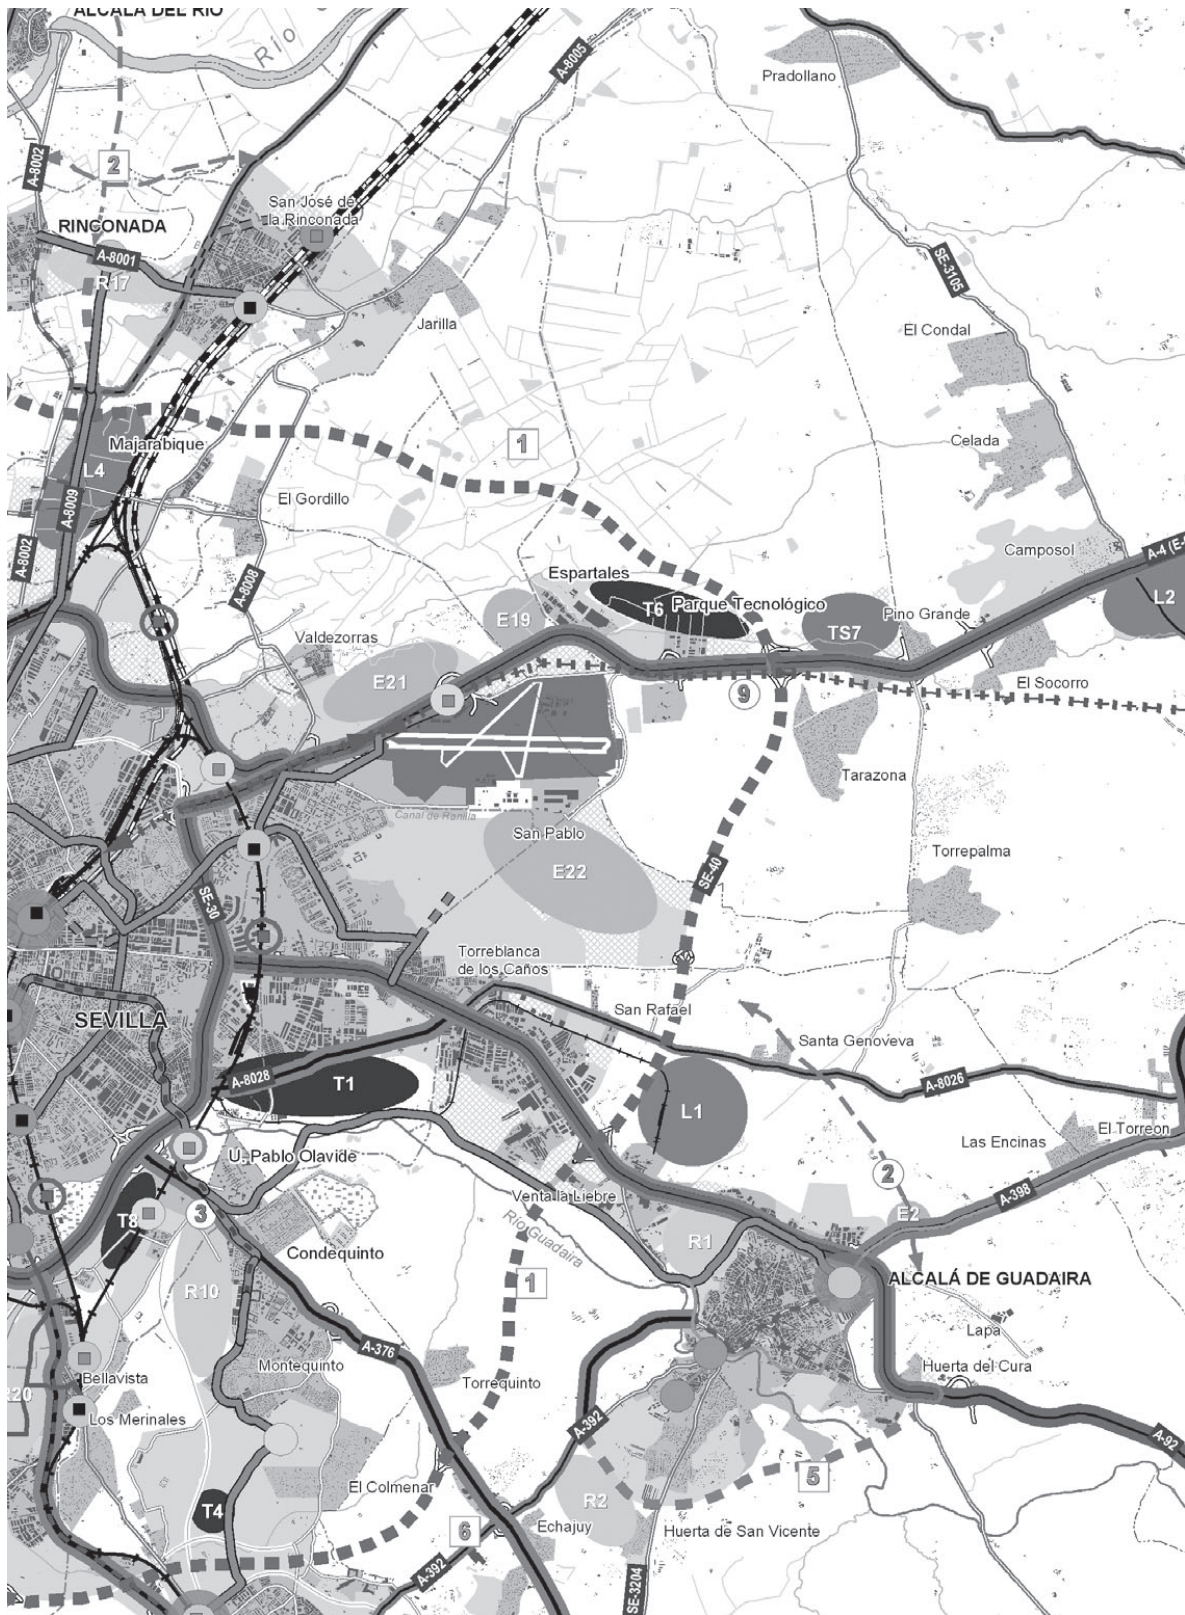 ALCALÁ DEL RÍO
Río
A-8005
Pradollano
A-8002
2
San José de
la Rinconada
RINCONADA
A-8001
R17
SE-3105
Jarilla
El Condal
Majarabique
1
Celada
L4
A-8009
El Gordillo
A-8002
A-8008
Camposol
A-4 (E-
Espartales
T6
Parque Tecnológico
E19
TS7
Pino Grande
L2
Valdezorras
E21
El Socorro
9
Tarazona
Canal de Ranilla
San Pablo
E22
SE-40
Torrepalma
SE-30
Torreblanca
de los Caños
San Rafael
SEVILLA
Santa Genoveva
A-8028
T1
A-8026
L1
El Torreon
Las Encinas
U. Pablo Olavide
Venta la Liebre
2
A-398
T8
3
Río Guadaira
E2
R1
Condequinto
1
ALCALÁ DE GUADAIRA
R10
Lapa
A-376
Montequinto
Huerta del Cura
Bellavista
Torrequinto
220
Los Merinales
A-392
A-92
El Colmenar
5
T4
R2
6
Echajuy
Huerta de San Vicente
A-392
SE-3204